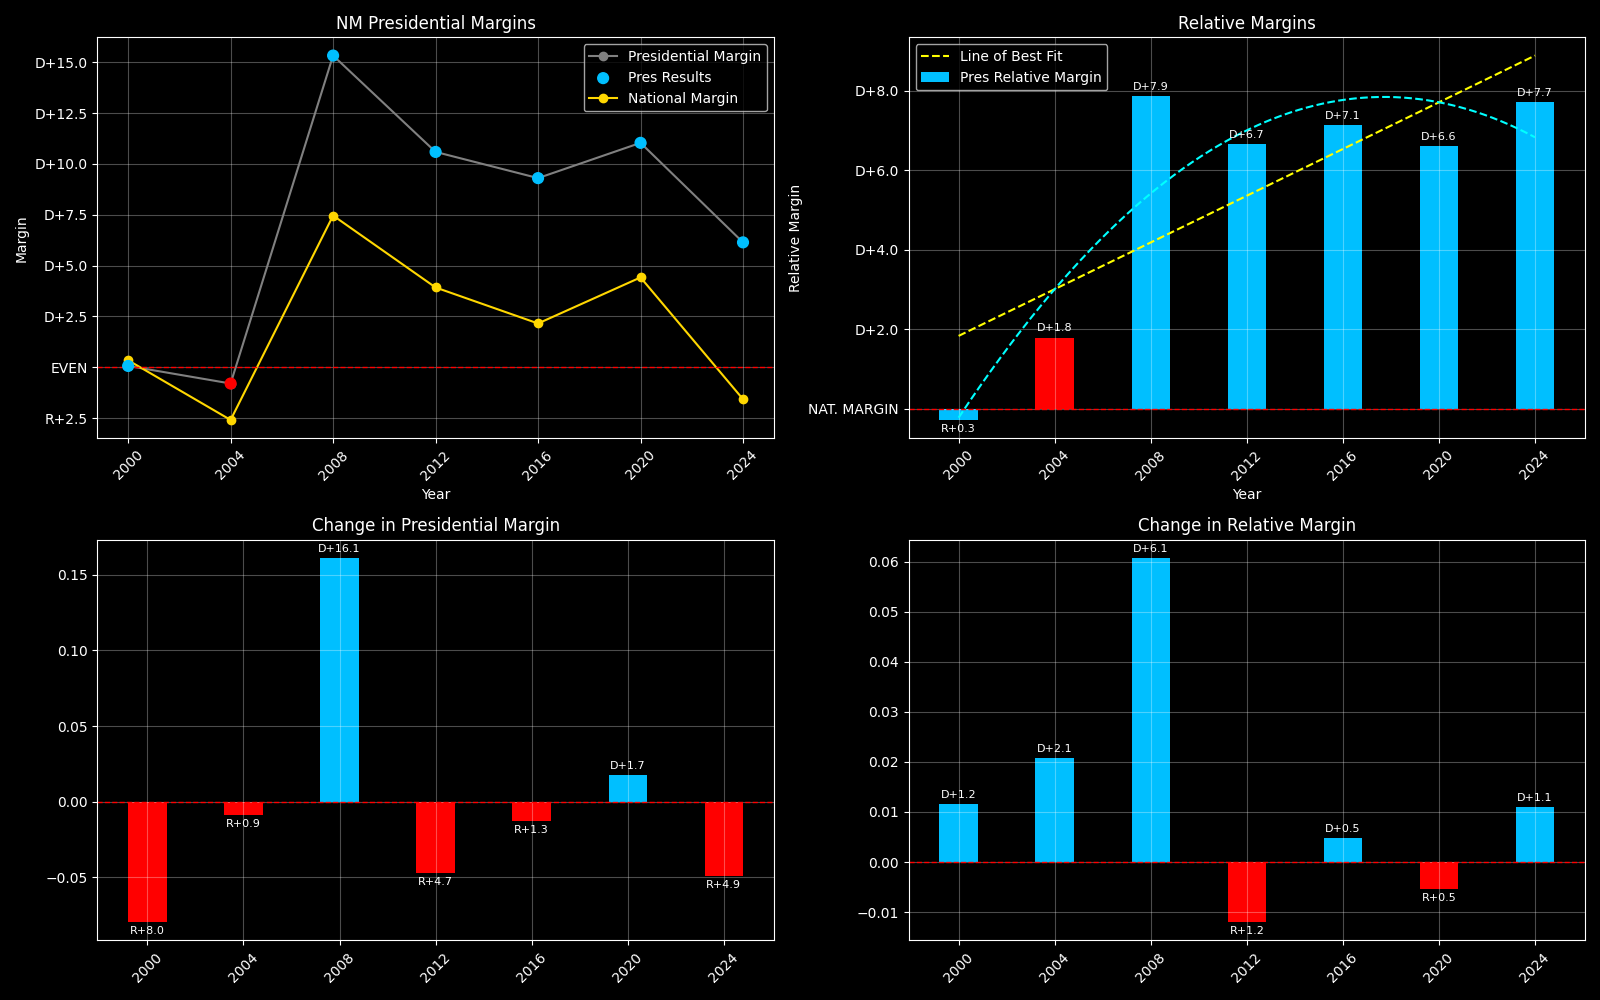 NM Presidential Margins
Margin
D+15.0
D+12.5
D+10.0
D+7.5
D+5.0
D+2.5
EVEN
R+2.5
Presidential Margin
Pres Results
National Margin
2000 2004 2008 2012 2016 2020 2024
Year
Relative Margins
Relative Margin
D+8.0
D+6.0
D+4.0
D+2.0
NAT. MARGIN
Line of Best Fit
Pres Relative Margin
R+0.3 D+1.8 D+7.9 D+6.7 D+7.1 D+6.6 D+7.7
2000 2004 2008 2012 2016 2020 2024
Year
Change in Presidential Margin
0.15
0.10
0.05
0.00
−0.05
R+8.0 R+0.9 D+16.1 R+4.7 R+1.3 D+1.7 R+4.9
2000 2004 2008 2012 2016 2020 2024
Change in Relative Margin
0.06
0.05
0.04
0.03
0.02
0.01
0.00
−0.01
D+1.2 D+2.1 D+6.1 R+1.2 D+0.5 R+0.5 D+1.1
2000 2004 2008 2012 2016 2020 2024